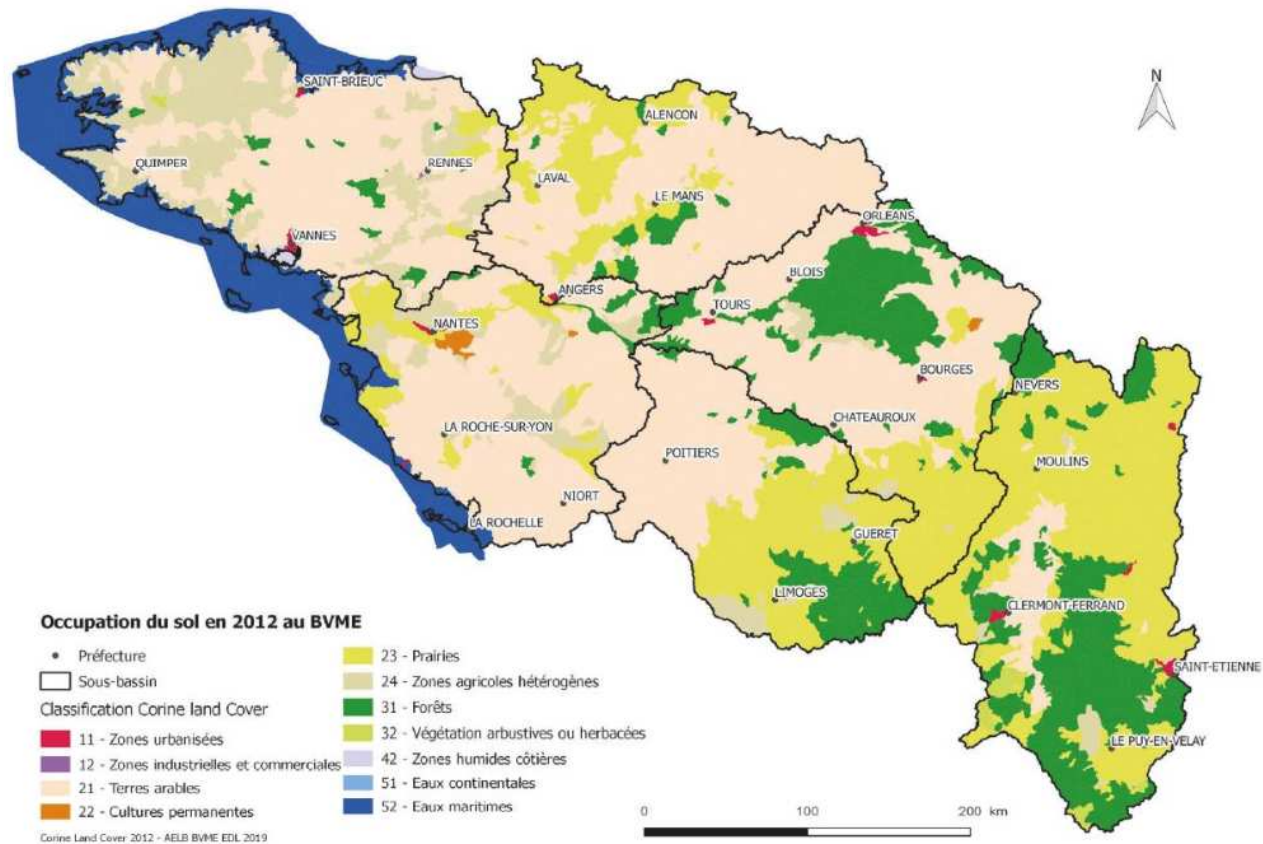 N
SAINT-BRIEUC
ALENCON
QUIMPER
RENNES
LAVAL
LE MANS
VANNES
ORLEANS
BLOIS
ANGERS
TOURS
NANTES
BOURGES
NEVERS
LA ROCHE-SUR-YON
CHATEAUROUX
POITIERS
MOULINS
NIORT
LA ROCHELLE
GUERET
LIMOGES
CLERMONT-FERRAND
SAINT-ETIENNE
LE PUY-EN-VELAY
Occupation du sol en 2012 au BVME
Préfecture
Sous-bassin
Classification Corine land Cover
11 - Zones urbanisées
12 - Zones industrielles et commerciales
21 - Terres arables
22 - Cultures permanentes
23 - Prairies
24 - Zones agricoles hétérogènes
31 - Forêts
32 - Végétation arbustives ou herbacées
42 - Zones humides côtières
51 - Eaux continentales
52 - Eaux maritimes
0 100 200 km
Corine Land Cover 2012 - AELB BVME EDL 2019